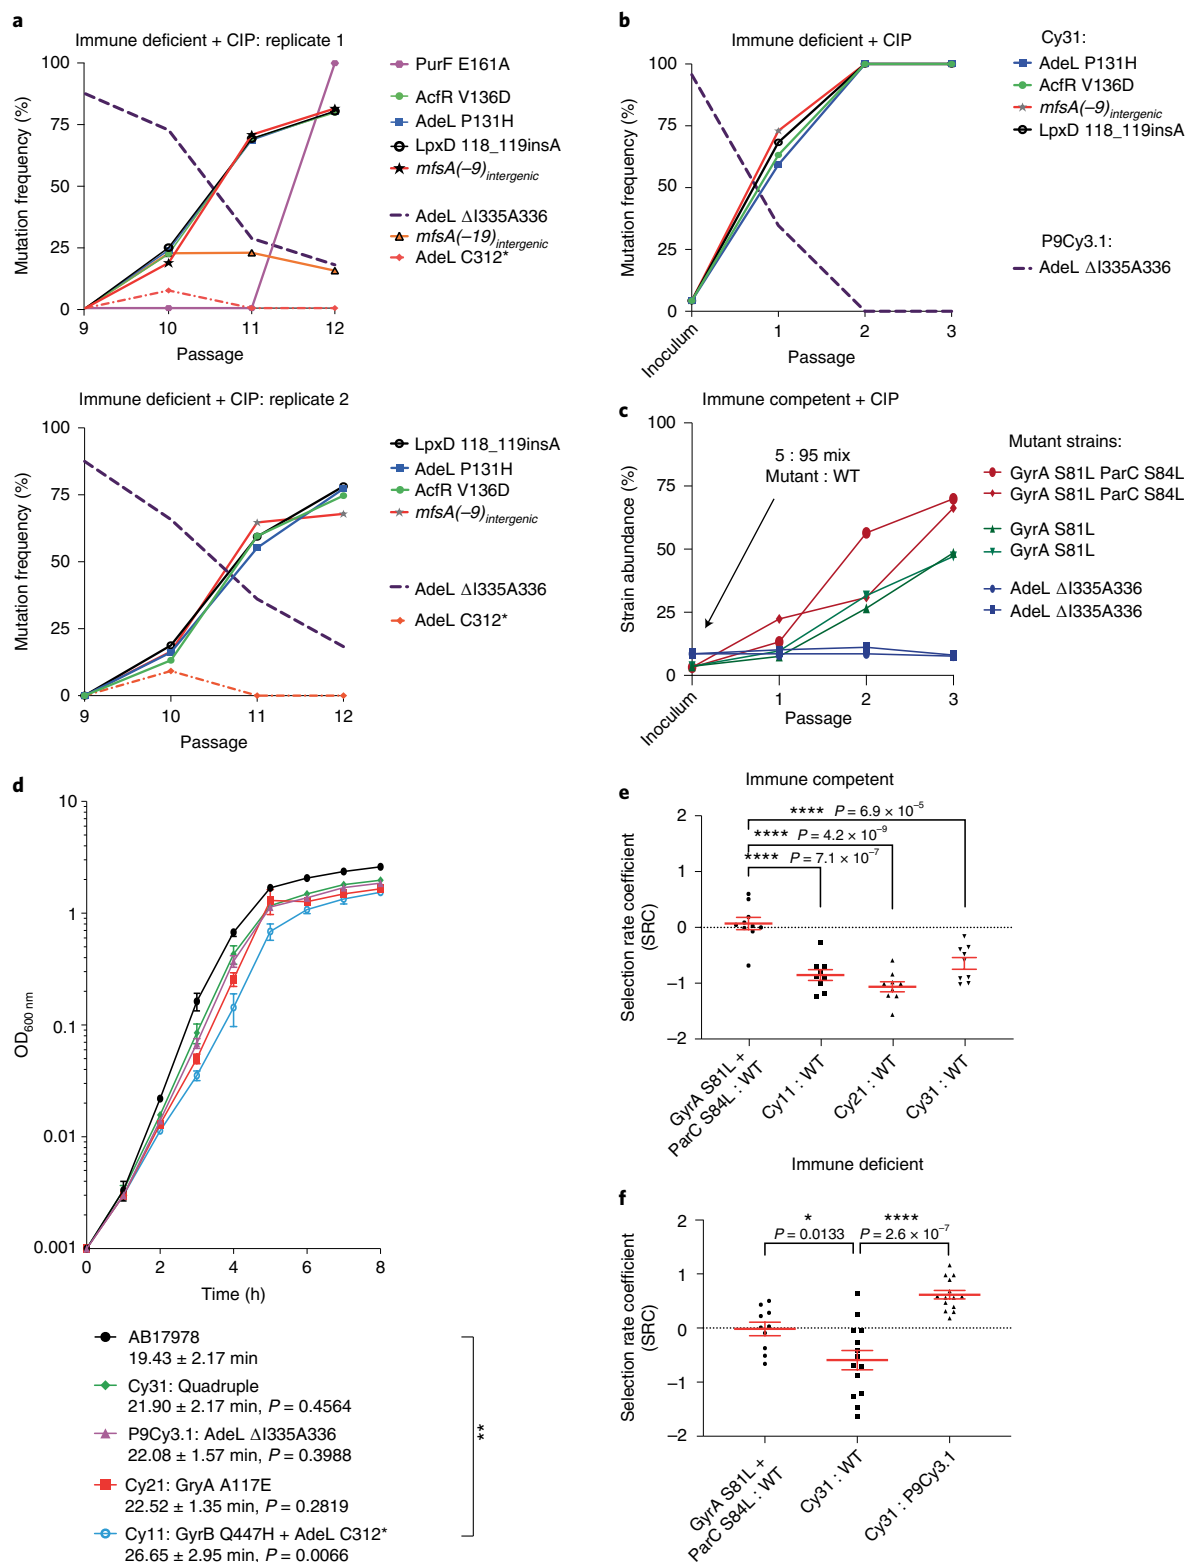 a
Immune deficient + CIP: replicate 1
Mutation frequency (%)
100
75
50
25
0
9
10
11
12
Passage
PurF E161A
AcfR V136D
AdeL P131H
LpxD 118_119insA
mfsA(–9)intergenic
AdeL ΔI335A336
mfsA(–19)intergenic
AdeL C312*
Immune deficient + CIP: replicate 2
Mutation frequency (%)
100
75
50
25
0
9
10
11
12
Passage
LpxD 118_119insA
AdeL P131H
AcfR V136D
mfsA(–9)intergenic
AdeL ΔI335A336
AdeL C312*
b
Immune deficient + CIP
Mutation frequency (%)
100
75
50
25
0
Inoculum
1
2
3
Passage
Cy31:
AdeL P131H
AcfR V136D
mfsA(–9)intergenic
LpxD 118_119insA
P9Cy3.1:
AdeL ΔI335A336
c
Immune competent + CIP
Strain abundance (%)
100
75
50
25
0
5 : 95 mix
Mutant : WT
Inoculum
1
2
3
Passage
Mutant strains:
GyrA S81L ParC S84L
GyrA S81L ParC S84L
GyrA S81L
GyrA S81L
AdeL ΔI335A336
AdeL ΔI335A336
d
OD600 nm
10
1
0.1
0.01
0.001
0
2
4
6
8
Time (h)
AB17978
19.43 ± 2.17 min
Cy31: Quadruple
21.90 ± 2.17 min, P = 0.4564
P9Cy3.1: AdeL ΔI335A336
22.08 ± 1.57 min, P = 0.3988
Cy21: GryA A117E
22.52 ± 1.35 min, P = 0.2819
Cy11: GyrB Q447H + AdeL C312*
26.65 ± 2.95 min, P = 0.0066
**
e
Immune competent
Selection rate coefficient
(SRC)
2
1
0
–1
–2
**** P = 6.9 × 10–5
**** P = 4.2 × 10–9
**** P = 7.1 × 10–7
GyrA S81L +
ParC S84L : WT
Cy11 : WT
Cy21 : WT
Cy31 : WT
f
Immune deficient
Selection rate coefficient
(SRC)
2
1
0
–1
–2
*
P = 0.0133
****
P = 2.6 × 10–7
GyrA S81L +
ParC S84L : WT
Cy31 : WT
Cy31 : P9Cy3.1